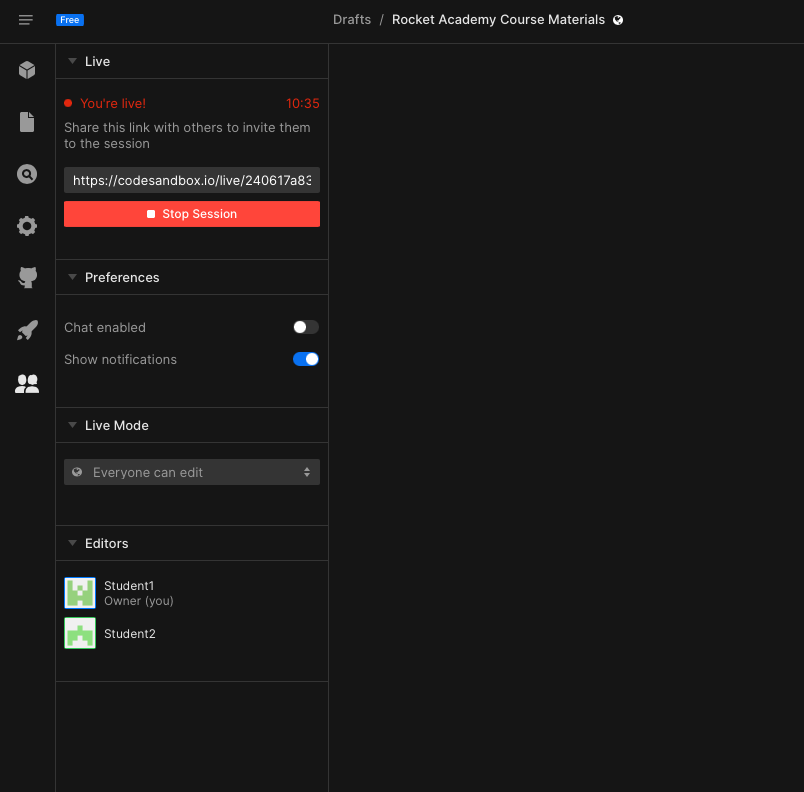 Free
Drafts / Rocket Academy Course Materials
Live
You're live! 10:35
Share this link with others to invite them
to the session
https://codesandbox.io/live/240617a83
Stop Session
Preferences
Chat enabled
Show notifications
Live Mode
Everyone can edit
Editors
Student1
Owner (you)
Student2